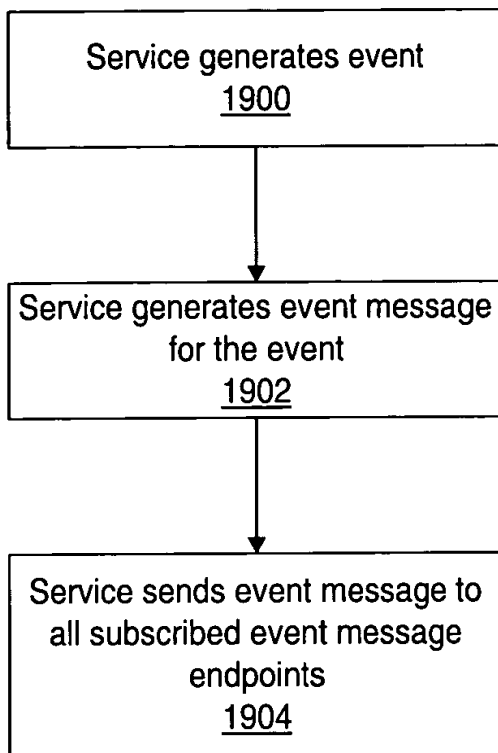 Service generates event
1900
Service generates event message
for the event
1902
Service sends event message to
all subscribed event message
endpoints
1904